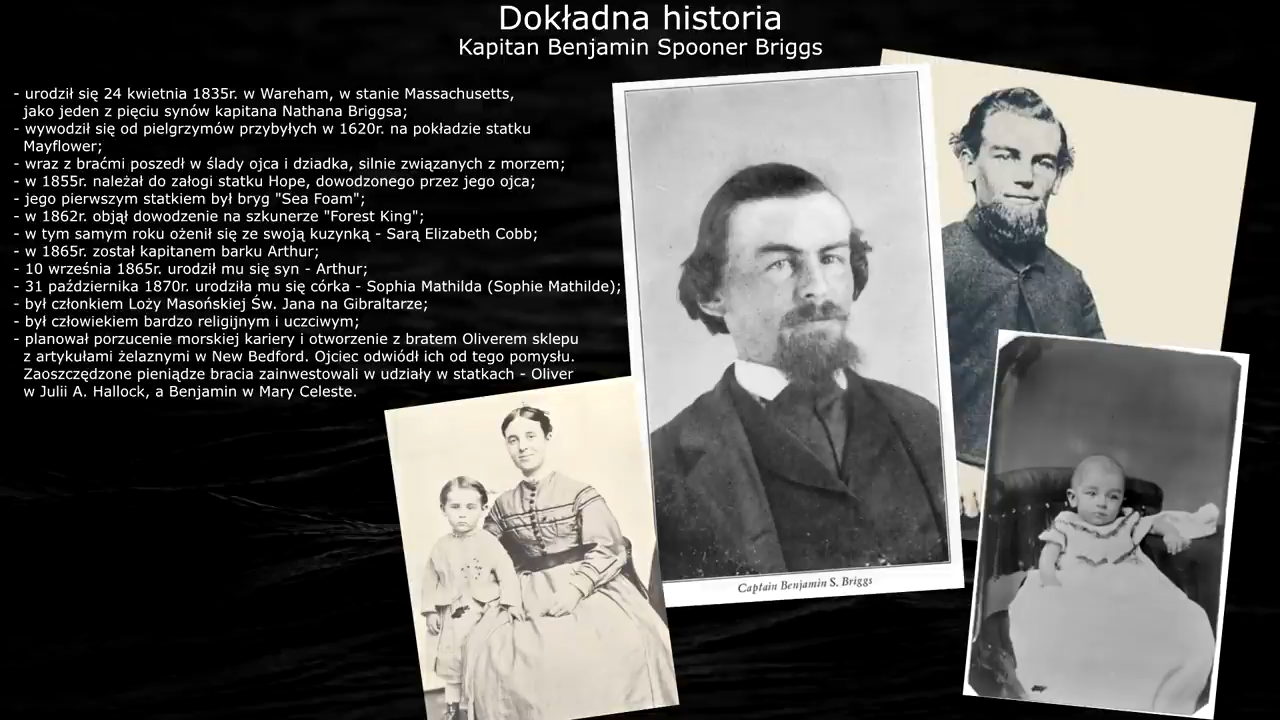 Dokładna historia
Kapitan Benjamin Spooner Briggs
- urodził się 24 kwietnia 1835r. w Wareham, w stanie Massachusetts,
jako jeden z pięciu synów kapitana Nathana Briggsa;
- wywodził się od pielgrzymów przybyłych w 1620r. na pokładzie statku
Mayflower;
- wraz z braćmi poszedł w ślady ojca i dziadka, silnie związanych z morzem;
- w 1855r. należał do załogi statku Hope, dowodzonego przez jego ojca;
- jego pierwszym statkiem był bryg "Sea Foam";
- w 1862r. objął dowodzenie na szkunerze "Forest King";
- w tym samym roku ożenił się ze swoją kuzynką - Sarą Elizabeth Cobb;
- w 1865r. został kapitanem barku Arthur;
- 10 września 1865r. urodził mu się syn - Arthur;
- 31 października 1870r. urodziła mu się córka - Sophia Mathilda (Sophie Mathilde);
- był członkiem Loży Masońskiej Św. Jana na Gibraltarze;
- był człowiekiem bardzo religijnym i uczciwym;
- planował porzucenie morskiej kariery i otworzenie z bratem Oliverem sklepu
z artykułami żelaznymi w New Bedford. Ojciec odwiódł ich od tego pomysłu.
Zaoszczędzone pieniądze bracia zainwestowali w udziały w statkach - Oliver
w Julii A. Hallock, a Benjamin w Mary Celeste.
Captain Benjamin S. Briggs